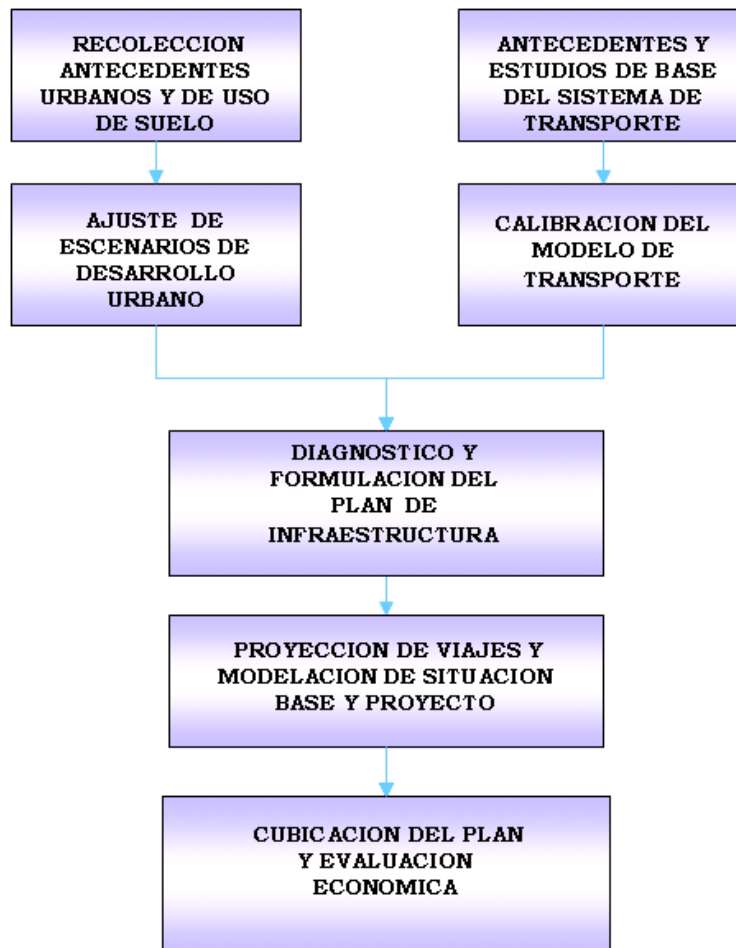 RECOLECCION
ANTECEDENTES
URBANOS Y DE USO
DE SUELO
ANTECEDENTES Y
ESTUDIOS DE BASE
DEL SISTEMA DE
TRANSPORTE
AJUSTE DE
ESCENARIOS DE
DESARROLLO
URBANO
CALIBRACION DEL
MODELO DE
TRANSPORTE
DIAGNOSTICO Y
FORMULACION DEL
PLAN DE
INFRAESTRUCTURA
PROYECCION DE VIAJES Y
MODELACION DE SITUACION
BASE Y PROYECTO
CUBICACION DEL PLAN
Y EVALUACION
ECONOMICA